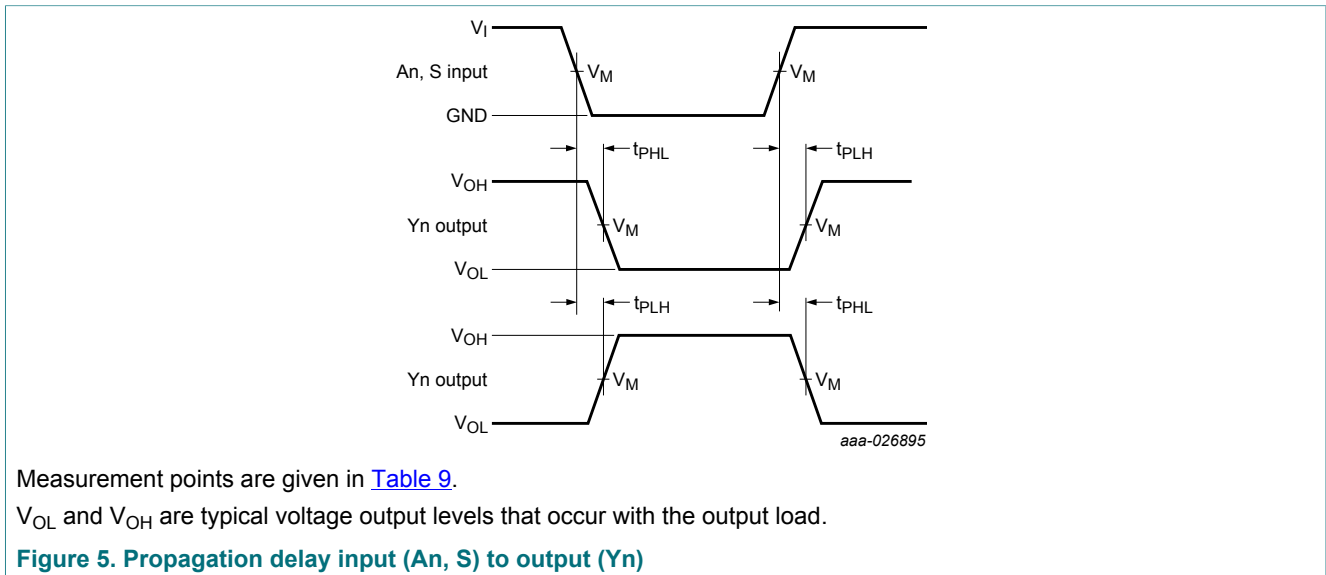 VI
An, S input
VM
VM
GND
tPHL
tPLH
VOH
Yn output
VM
VM
VOL
tPLH
tPHL
VOH
Yn output
VM
VM
VOL
aaa-026895
Measurement points are given in Table 9.
VOL and VOH are typical voltage output levels that occur with the output load.
Figure 5. Propagation delay input (An, S) to output (Yn)